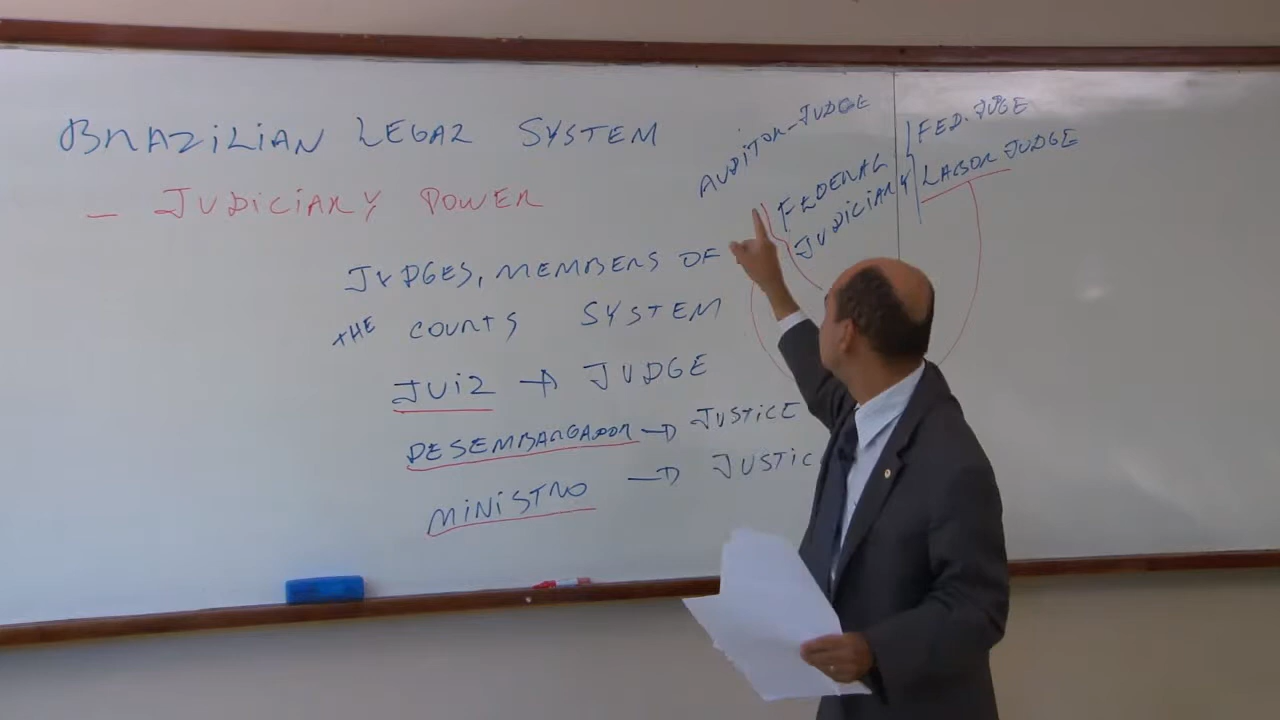 BRAZILIAN LEGAL SYSTEM
- JUDICIARY POWER
JUDGES, MEMBERS OF
THE COURTS SYSTEM
JUIZ → JUDGE
DESEMBARGADOR → JUSTICE
MINISTRO → JUSTIC
AUDITOR-JUDGE
FEDERAL
JUDICIARY
FED. JUGE
LABOR JUDGE